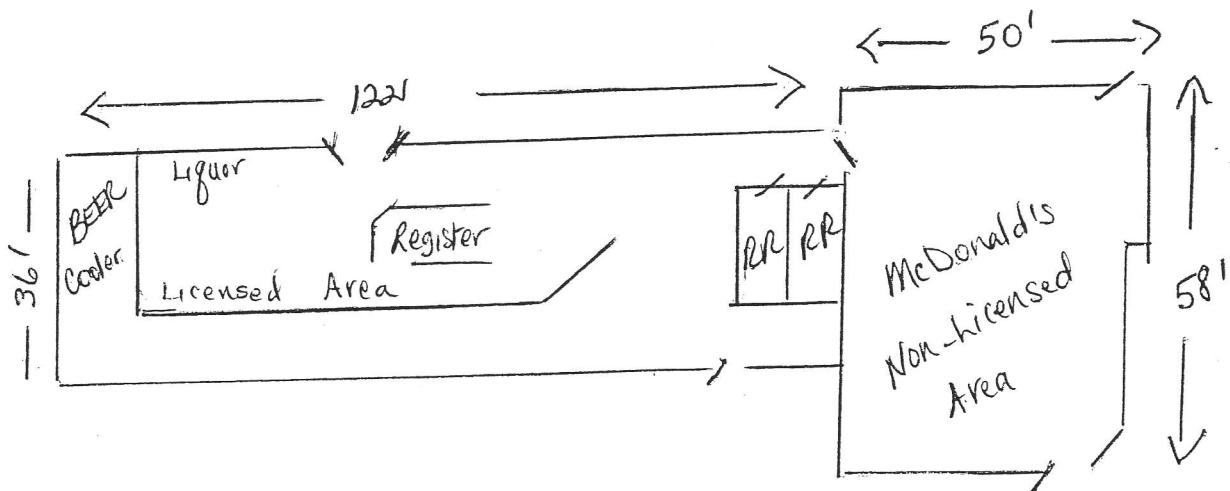 50'
122'
36'
BEER
Cooler
Liquor
Register
Licensed Area
RR
RR
McDonald's
Non-Licensed
Area
58'